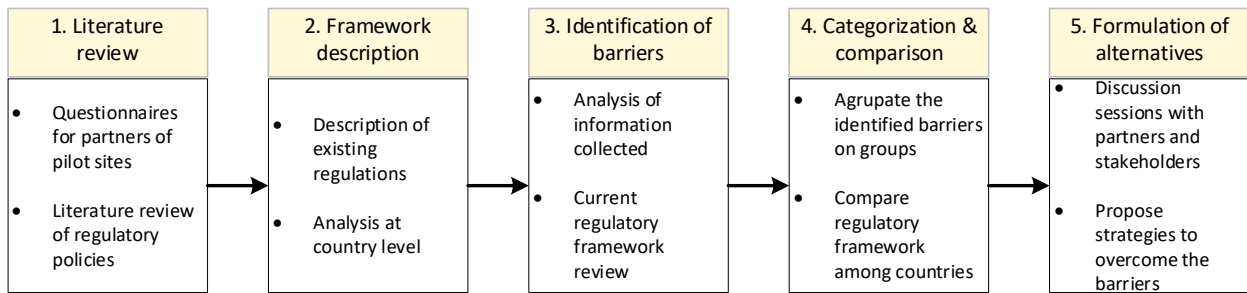 1. Literature
review
• Questionnaires
for partners of
pilot sites
• Literature review
of regulatory
policies
2. Framework
description
• Description of
existing
regulations
• Analysis at
country level
3. Identification of
barriers
• Analysis of
information
collected
• Current
regulatory
framework
review
4. Categorization &
comparison
• Agrupate the
identified barriers
on groups
• Compare
regulatory
framework
among countries
5. Formulation of
alternatives
• Discussion
sessions with
partners and
stakeholders
• Propose
strategies to
overcome the
barriers